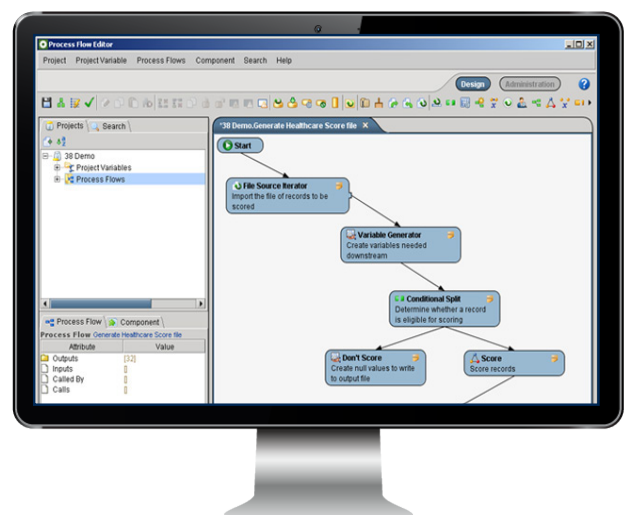 Process Flow Editor
Project Project Variable Process Flows Component Search Help
Design Administration ?
Projects Search
*38 Demo.Generate Healthcare Score file X
38 Demo
Project Variables
Process Flows
Start
File Source Iterator
Import the file of records to be
scored
Variable Generator
Create variables needed
downstream
Conditional Split
Determine whether a record
is eligible for scoring
Don't Score
Create null values to write
to output file
Score
Score records
Process Flow Component
Process Flow Generate Healthcare Score file
Attribute Value
Outputs [32]
Inputs []
Called By []
Calls []